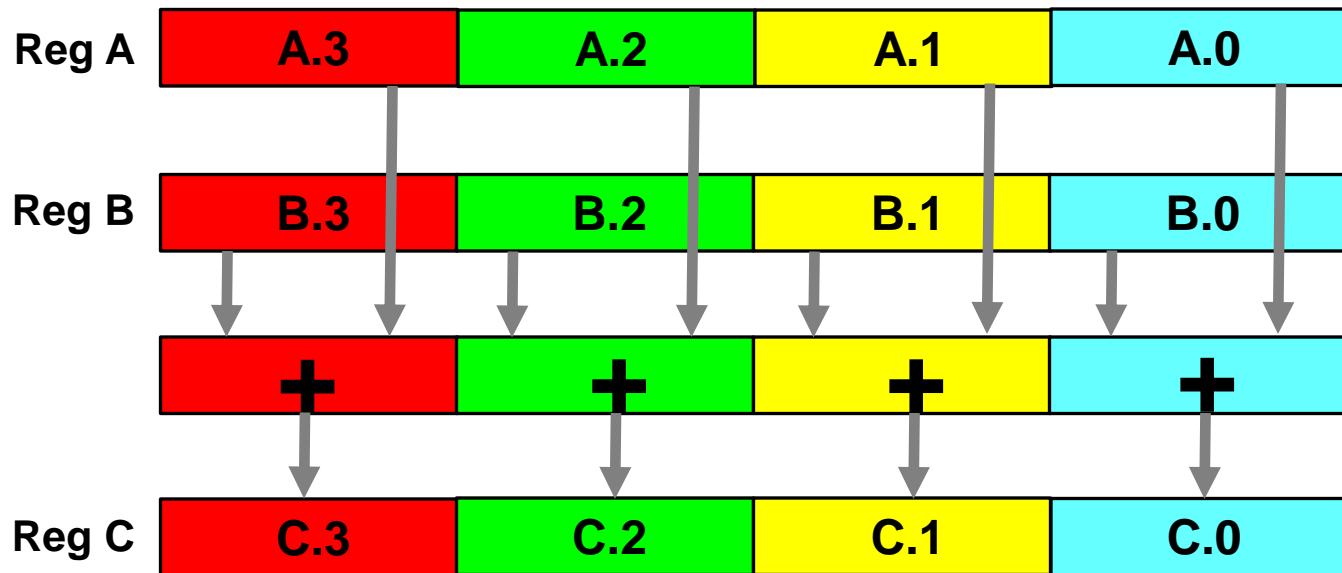 Reg A A.3 A.2 A.1 A.0
Reg B B.3 B.2 B.1 B.0
+ + + +
Reg C C.3 C.2 C.1 C.0